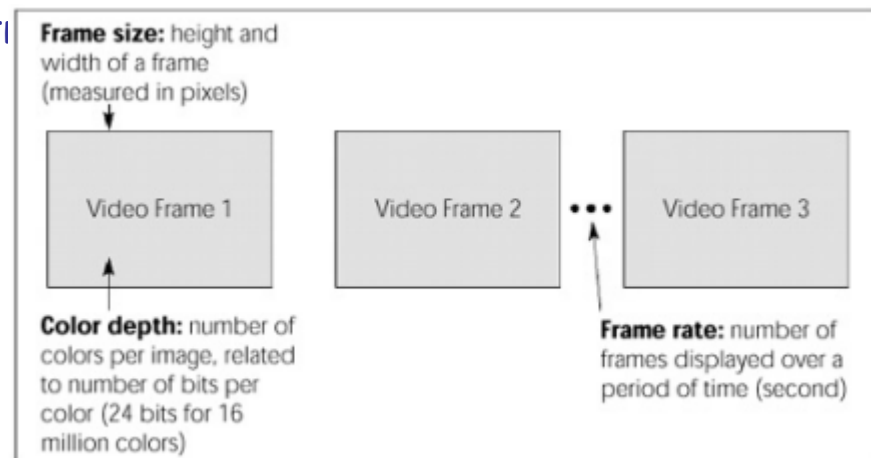 Frame size: height and
width of a frame
(measured in pixels)
Video Frame 1
Video Frame 2
Video Frame 3
Color depth: number of
colors per image, related
to number of bits per
color (24 bits for 16
million colors)
Frame rate: number of
frames displayed over a
period of time (second)